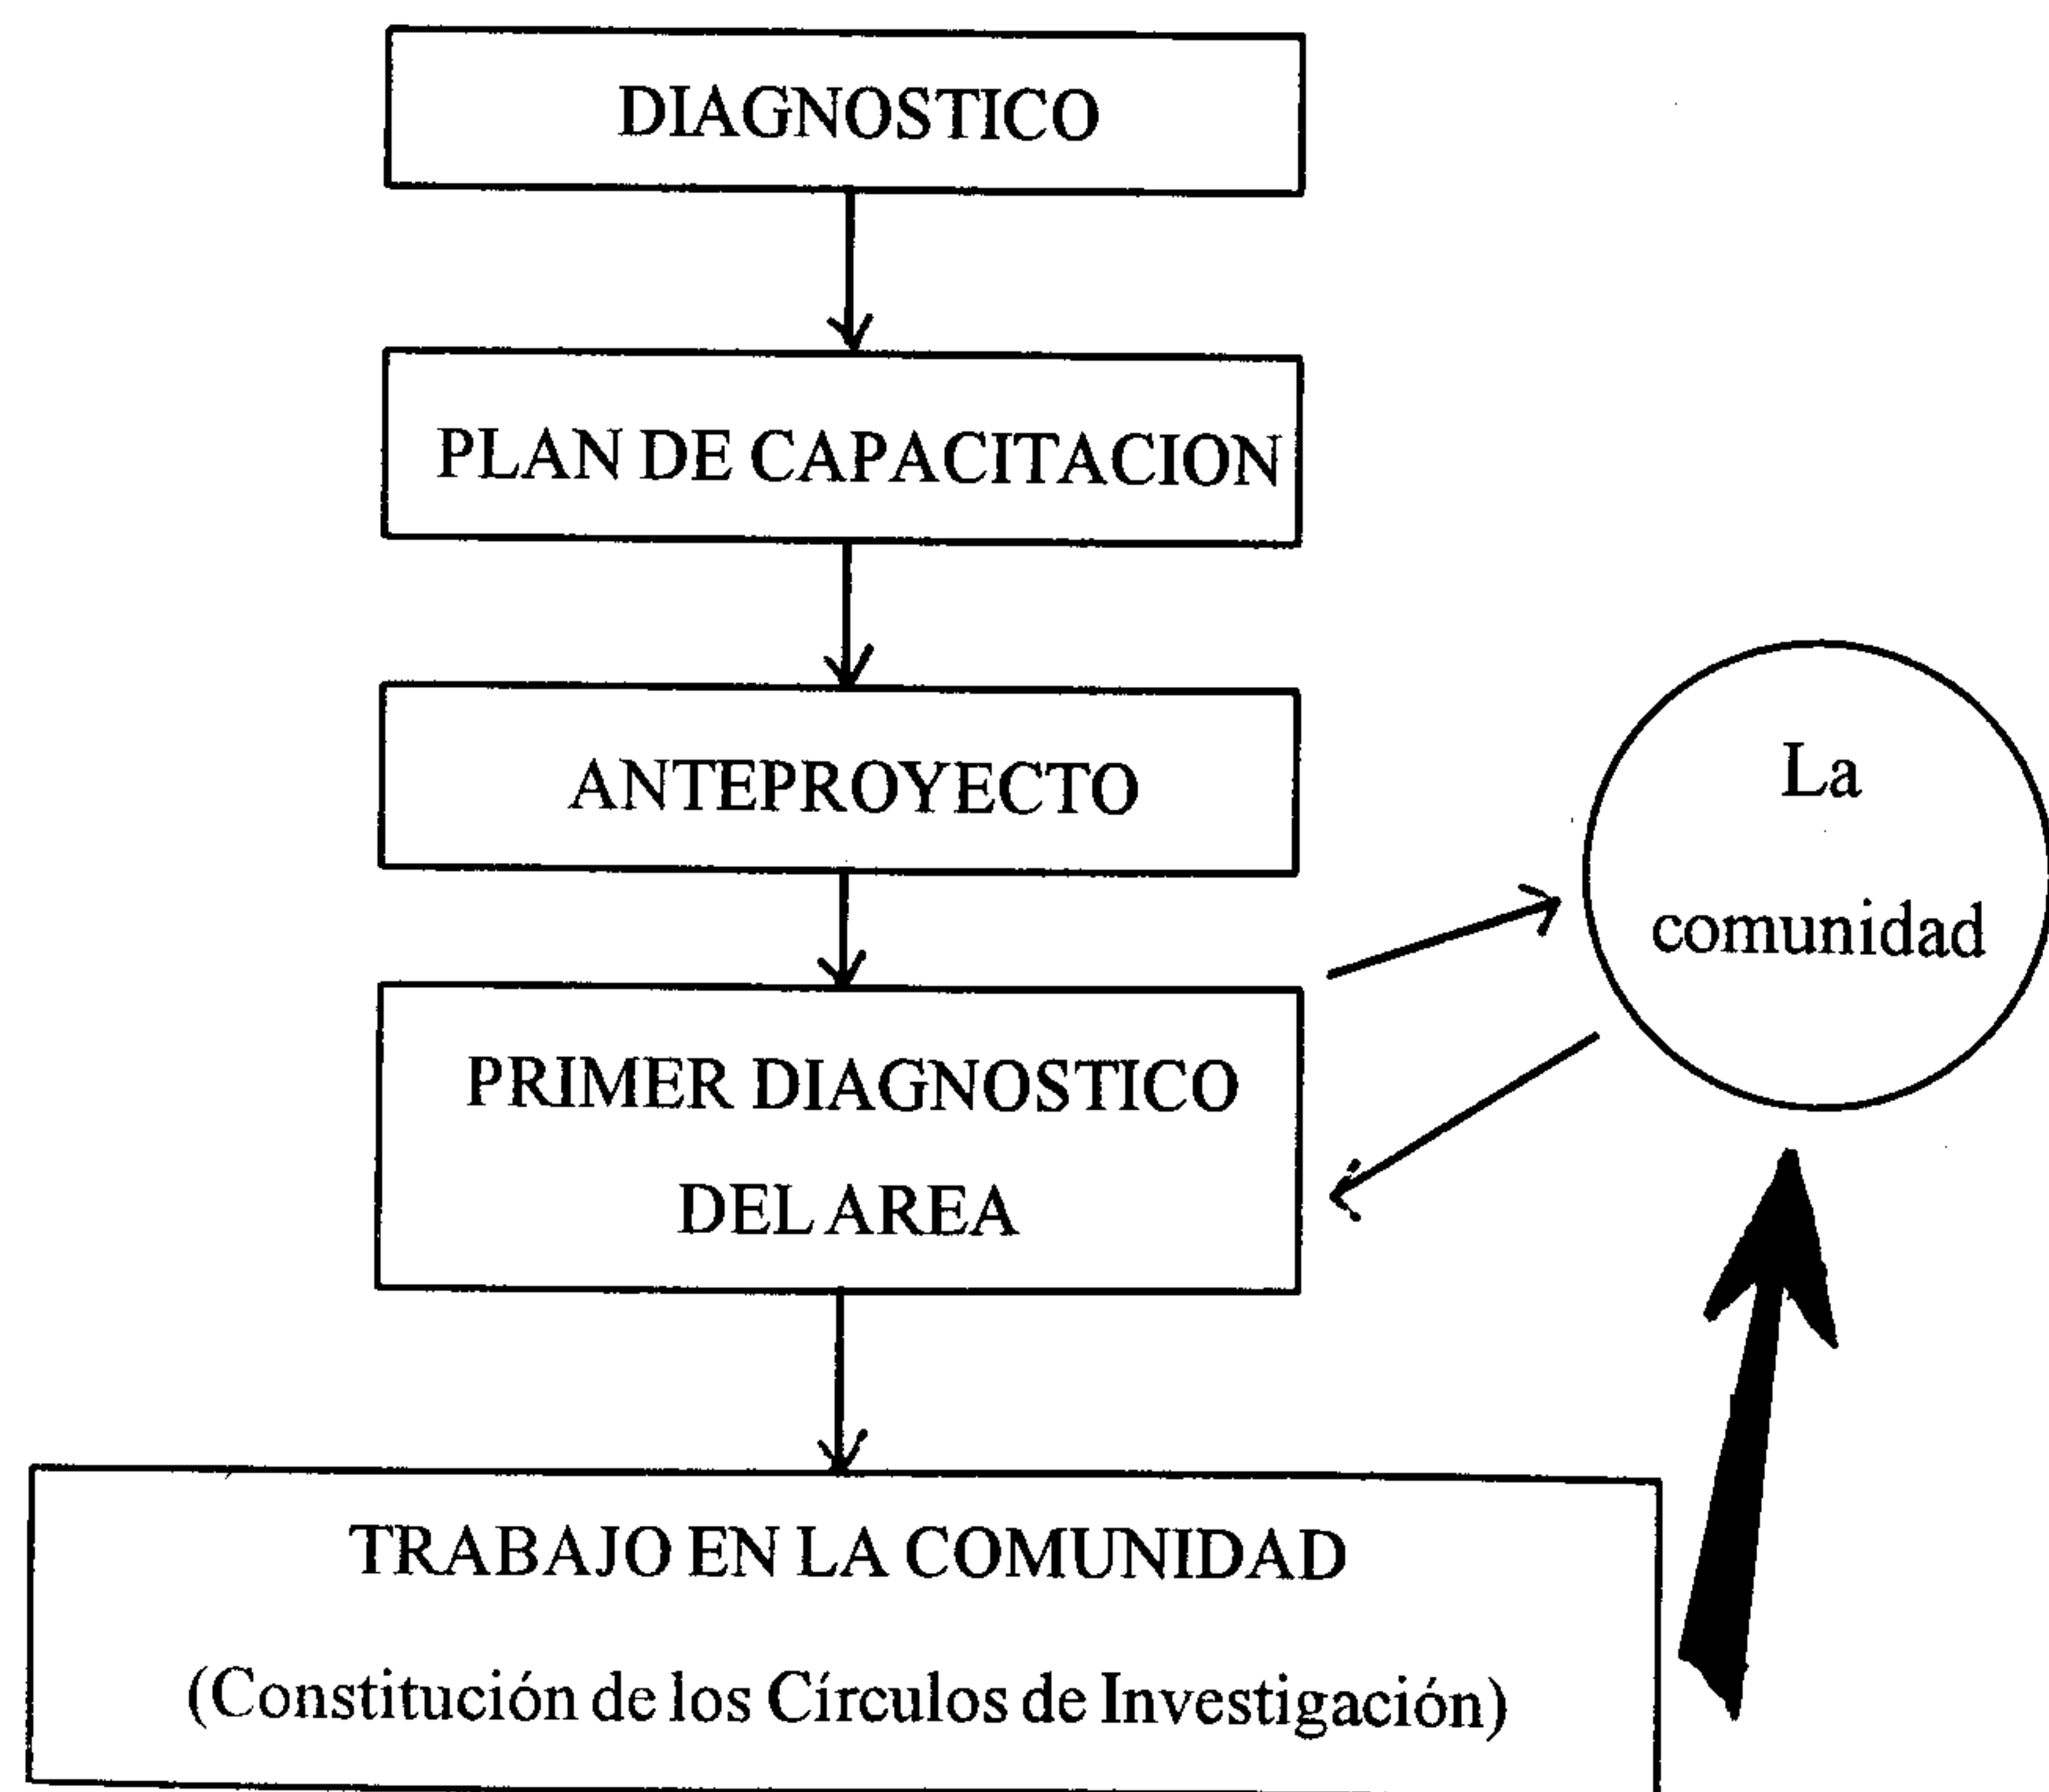 DIAGNOSTICO
PLAN DE CAPACITACION
ANTEPROYECTO
La
comunidad
PRIMER DIAGNOSTICO
DEL AREA
TRABAJO EN LA COMUNIDAD
(Constitución de los Círculos de Investigación)